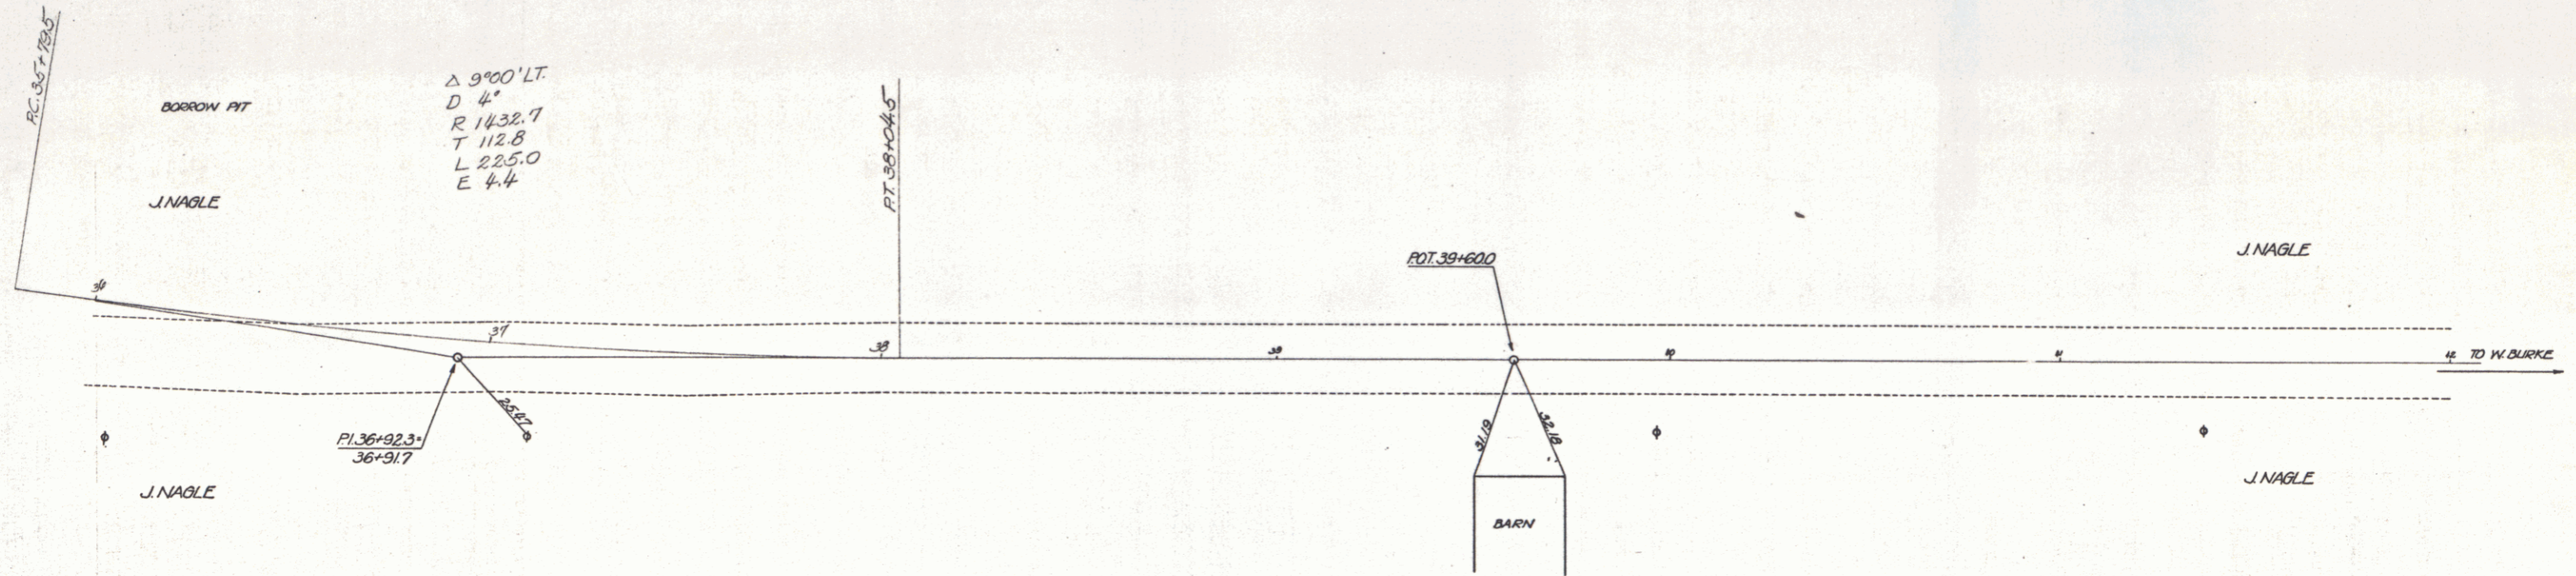 P.C. 35+79.5
BORROW PIT
J. NAGLE
Δ 9°00' LT.
D 4°
R 1432.7
T 112.8
L 225.0
E 4.4
P.T. 38+04.5
P.O.T. 39+60.0
J. NAGLE
37
38
39
40
41
42 TO W. BURKE
25.47
P.I. 36+92.3=
36+91.7
31.19
32.18
J. NAGLE
J. NAGLE
BARN